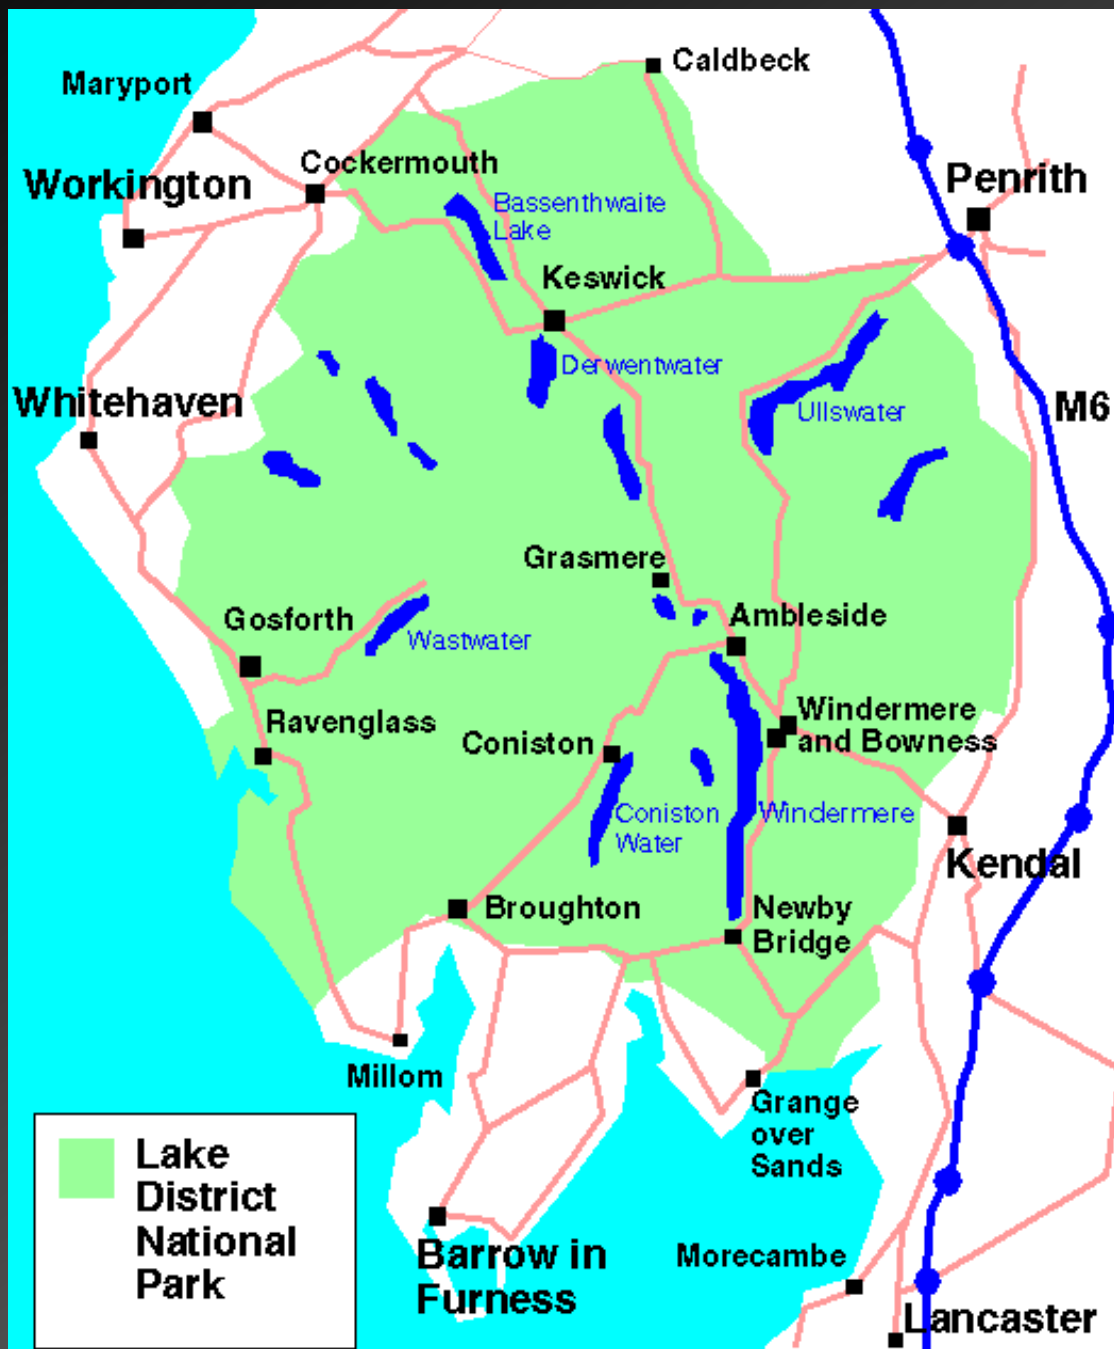 Caldbeck
Maryport
Cockermouth
Workington
Penrith
Bassenthwaite
Lake
Keswick
Derwentwater
Whitehaven
Ullswater
M6
Grasmere
Gosforth
Ambleside
Wastwater
Ravenglass
Windermere
and Bowness
Coniston
Coniston
Water
Windermere
Kendal
Broughton
Newby
Bridge
Millom
Grange
over
Sands
Lake
District
National
Park
Barrow in
Furness
Morecambe
Lancaster